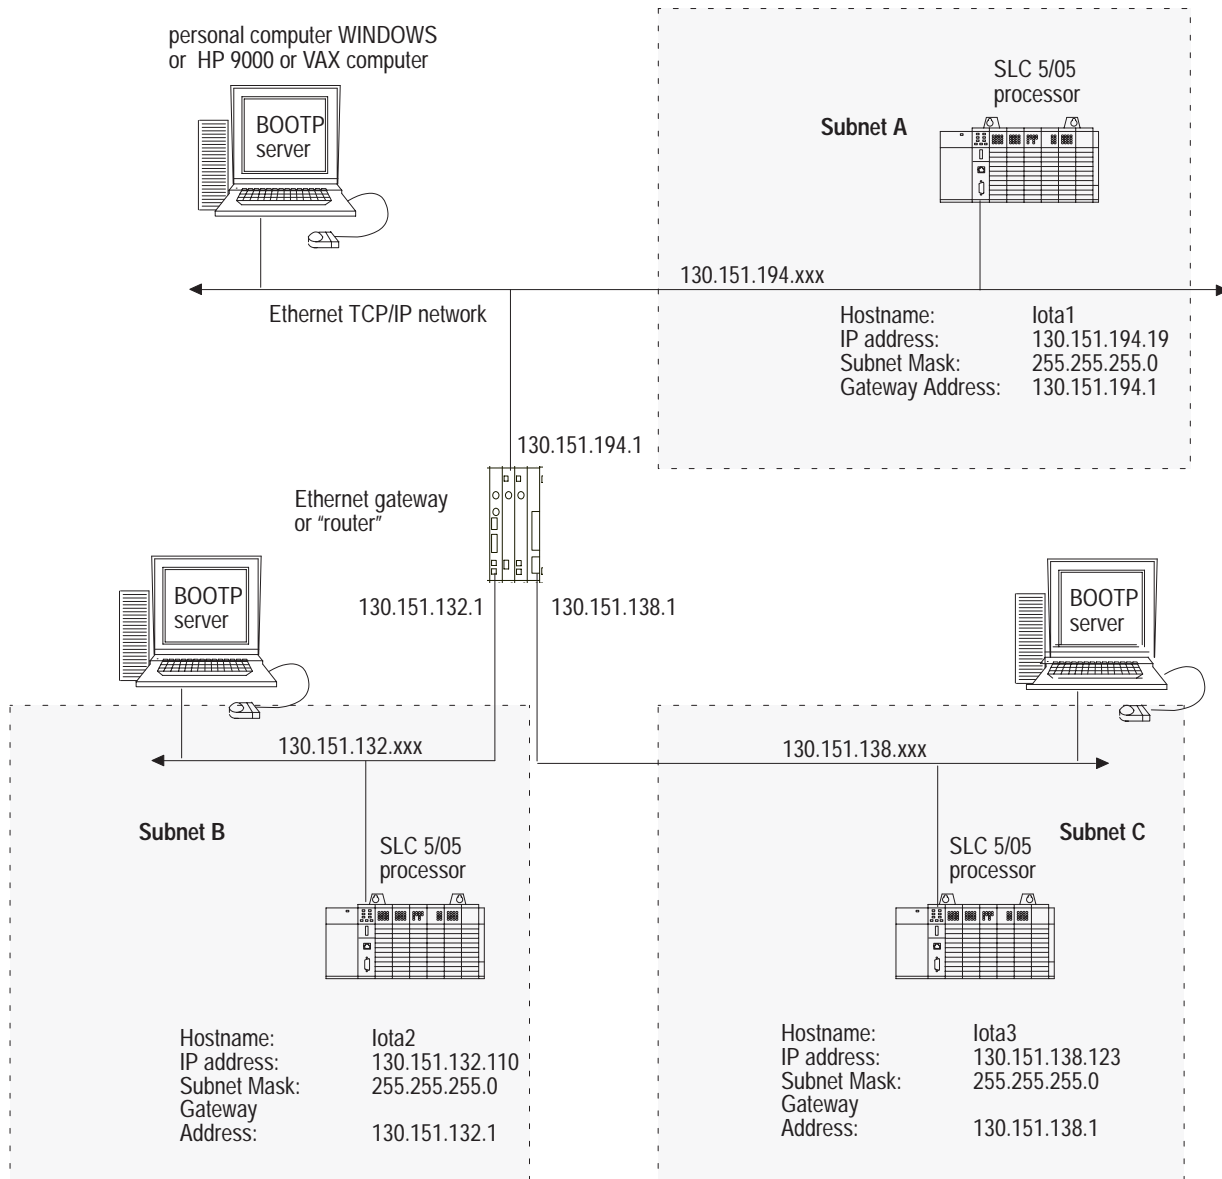 personal computer WINDOWS
or HP 9000 or VAX computer
BOOTP
server
SLC 5/05
processor
Subnet A
130.151.194.xxx
Ethernet TCP/IP network
Hostname: Iota1
IP address: 130.151.194.19
Subnet Mask: 255.255.255.0
Gateway Address: 130.151.194.1
130.151.194.1
Ethernet gateway
or "router"
BOOTP
server
130.151.132.1
130.151.138.1
BOOTP
server
130.151.132.xxx
130.151.138.xxx
Subnet B
SLC 5/05
processor
Subnet C
SLC 5/05
processor
Hostname: Iota2
IP address: 130.151.132.110
Subnet Mask: 255.255.255.0
Gateway
Address: 130.151.132.1
Hostname: Iota3
IP address: 130.151.138.123
Subnet Mask: 255.255.255.0
Gateway
Address: 130.151.138.1